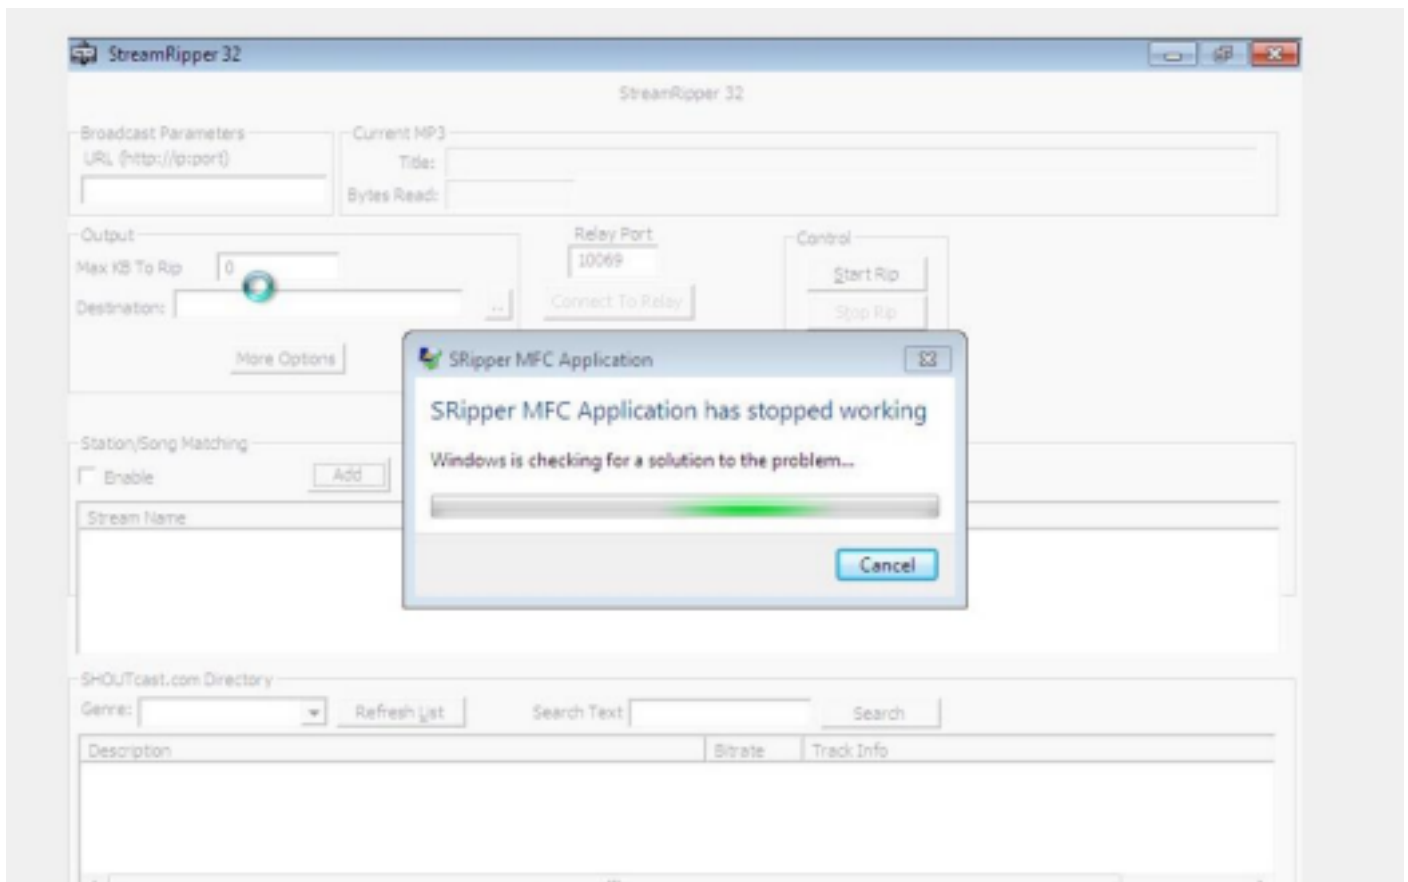 StreamRipper 32
StreamRipper 32
Broadcast Parameters
URL (http://ip:port)
Current MP3
Title:
Bytes Read:
Output
Max KB To Rip
0
Destination:
..
More Options
Relay Port
10069
Connect To Relay
Control
Start Rip
Stop Rip
SRipper MFC Application
SRipper MFC Application has stopped working
Windows is checking for a solution to the problem...
Cancel
Station/Song Matching
Enable
Add
Stream Name
SHOUTcast.com Directory
Genre:
Refresh List
Search Text
Search
Description
Bitrate
Track Info